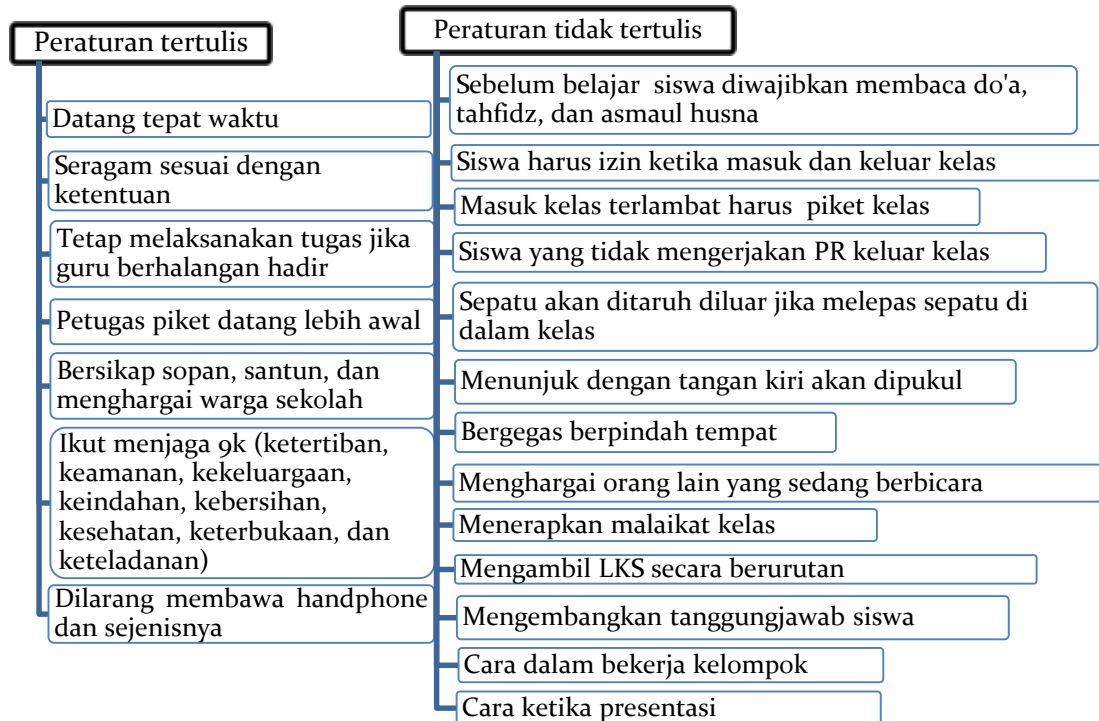 Peraturan tertulis
Datang tepat waktu
Seragam sesuai dengan
ketentuan
Tetap melaksanakan tugas jika
guru berhalangan hadir
Petugas piket datang lebih awal
Bersikap sopan, santun, dan
menghargai warga sekolah
Ikut menjaga 9k (ketertiban,
keamanan, kekeluargaan,
keindahan, kebersihan,
kesehatan, keterbukaan, dan
keteladanan)
Dilarang membawa handphone
dan sejenisnya
Peraturan tidak tertulis
Sebelum belajar siswa diwajibkan membaca do'a,
tahfidz, dan asmaul husna
Siswa harus izin ketika masuk dan keluar kelas
Masuk kelas terlambat harus piket kelas
Siswa yang tidak mengerjakan PR keluar kelas
Sepatu akan ditaruh diluar jika melepas sepatu di
dalam kelas
Menunjuk dengan tangan kiri akan dipukul
Bergegas berpindah tempat
Menghargai orang lain yang sedang berbicara
Menerapkan malaikat kelas
Mengambil LKS secara berurutan
Mengembangkan tanggungjawab siswa
Cara dalam bekerja kelompok
Cara ketika presentasi